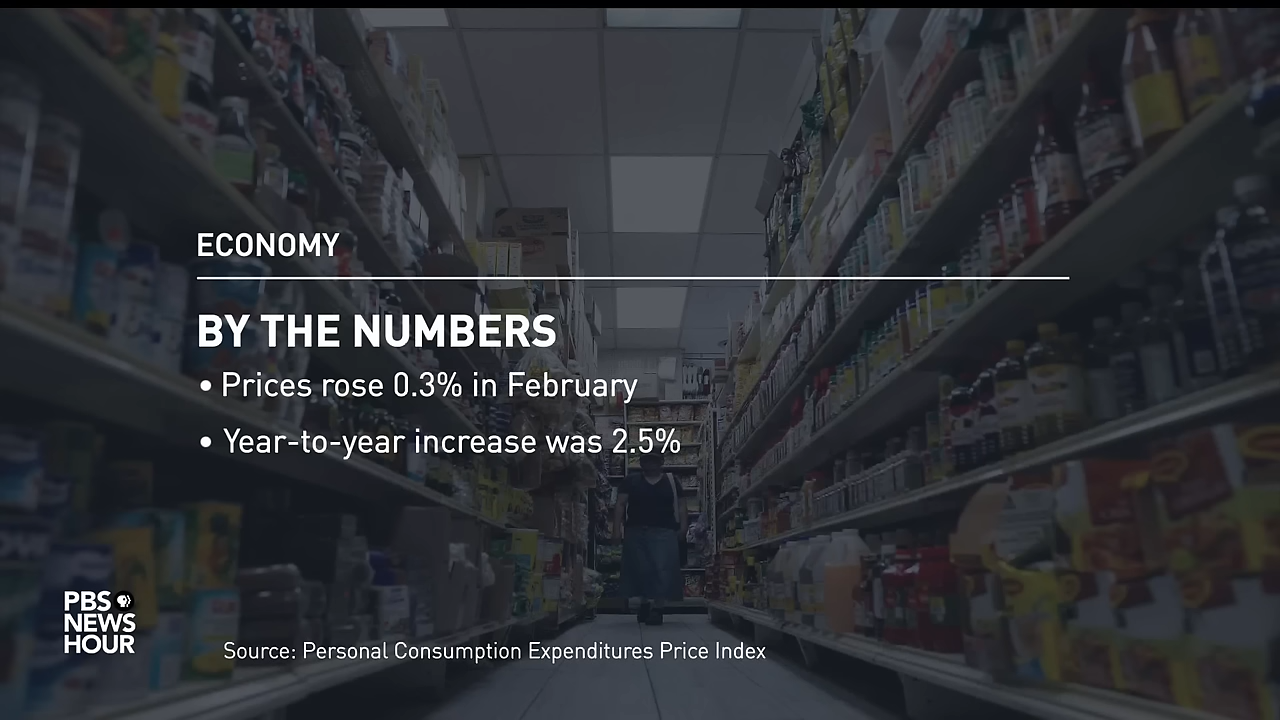 ECONOMY
BY THE NUMBERS
• Prices rose 0.3% in February
• Year-to-year increase was 2.5%
PBS
NEWS
HOUR
Source: Personal Consumption Expenditures Price Index